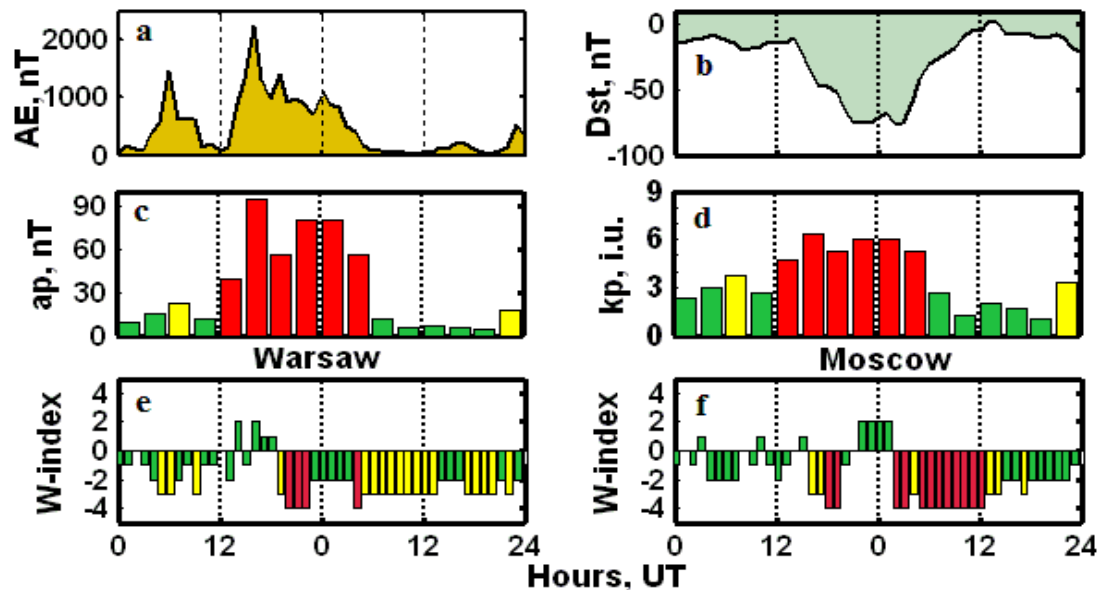 a
AE, nT
2000
1000
0
b
Dst, nT
0
-50
-100
c
ap, nT
90
60
30
0
d
kp, i.u.
9
6
3
0
Warsaw
Moscow
e
W-index
4
2
0
-2
-4
0 12 0 12 24
f
W-index
4
2
0
-2
-4
0 12 0 12 24
Hours, UT